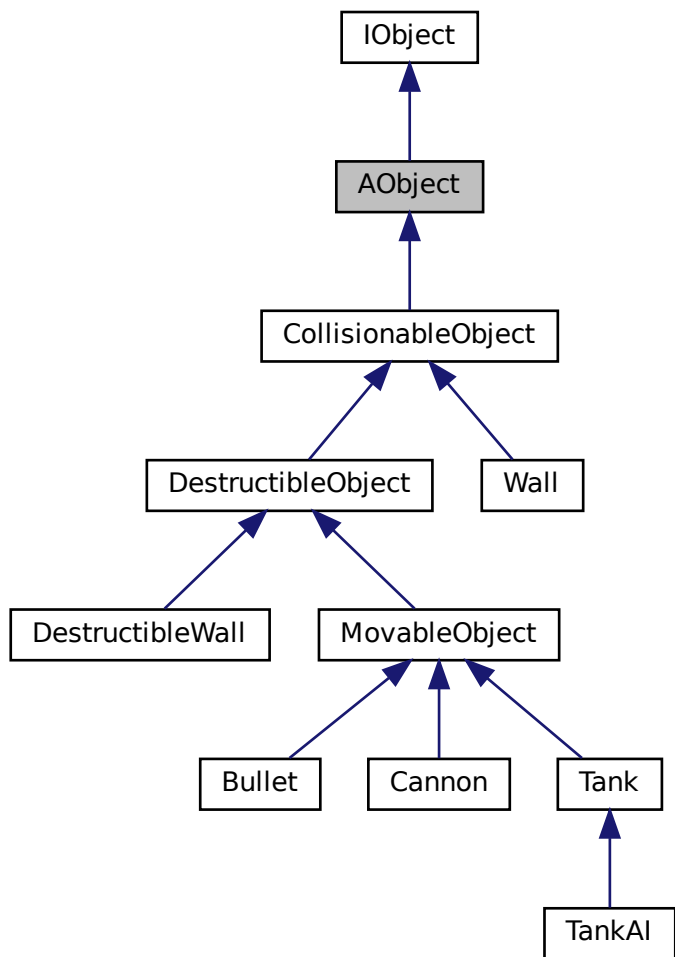 IObject
AObject
CollisionableObject
DestructibleObject
Wall
DestructibleWall
MovableObject
Bullet
Cannon
Tank
TankAI